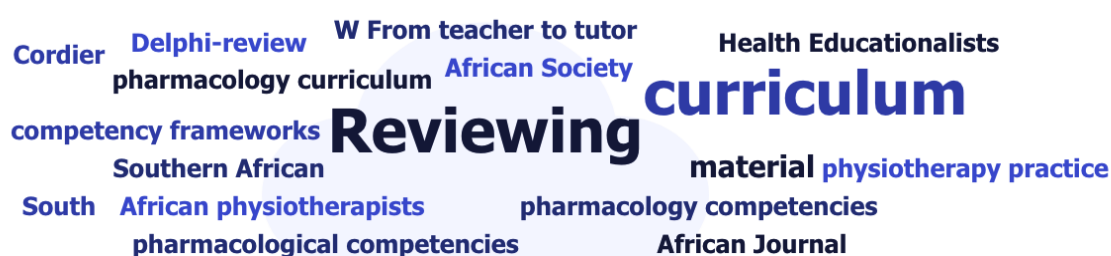 W From teacher to tutor
Cordier Delphi-review Health Educationalists
pharmacology curriculum African Society curriculum
competency frameworks Reviewing
Southern African material physiotherapy practice
South African physiotherapists pharmacology competencies
pharmacological competencies African Journal